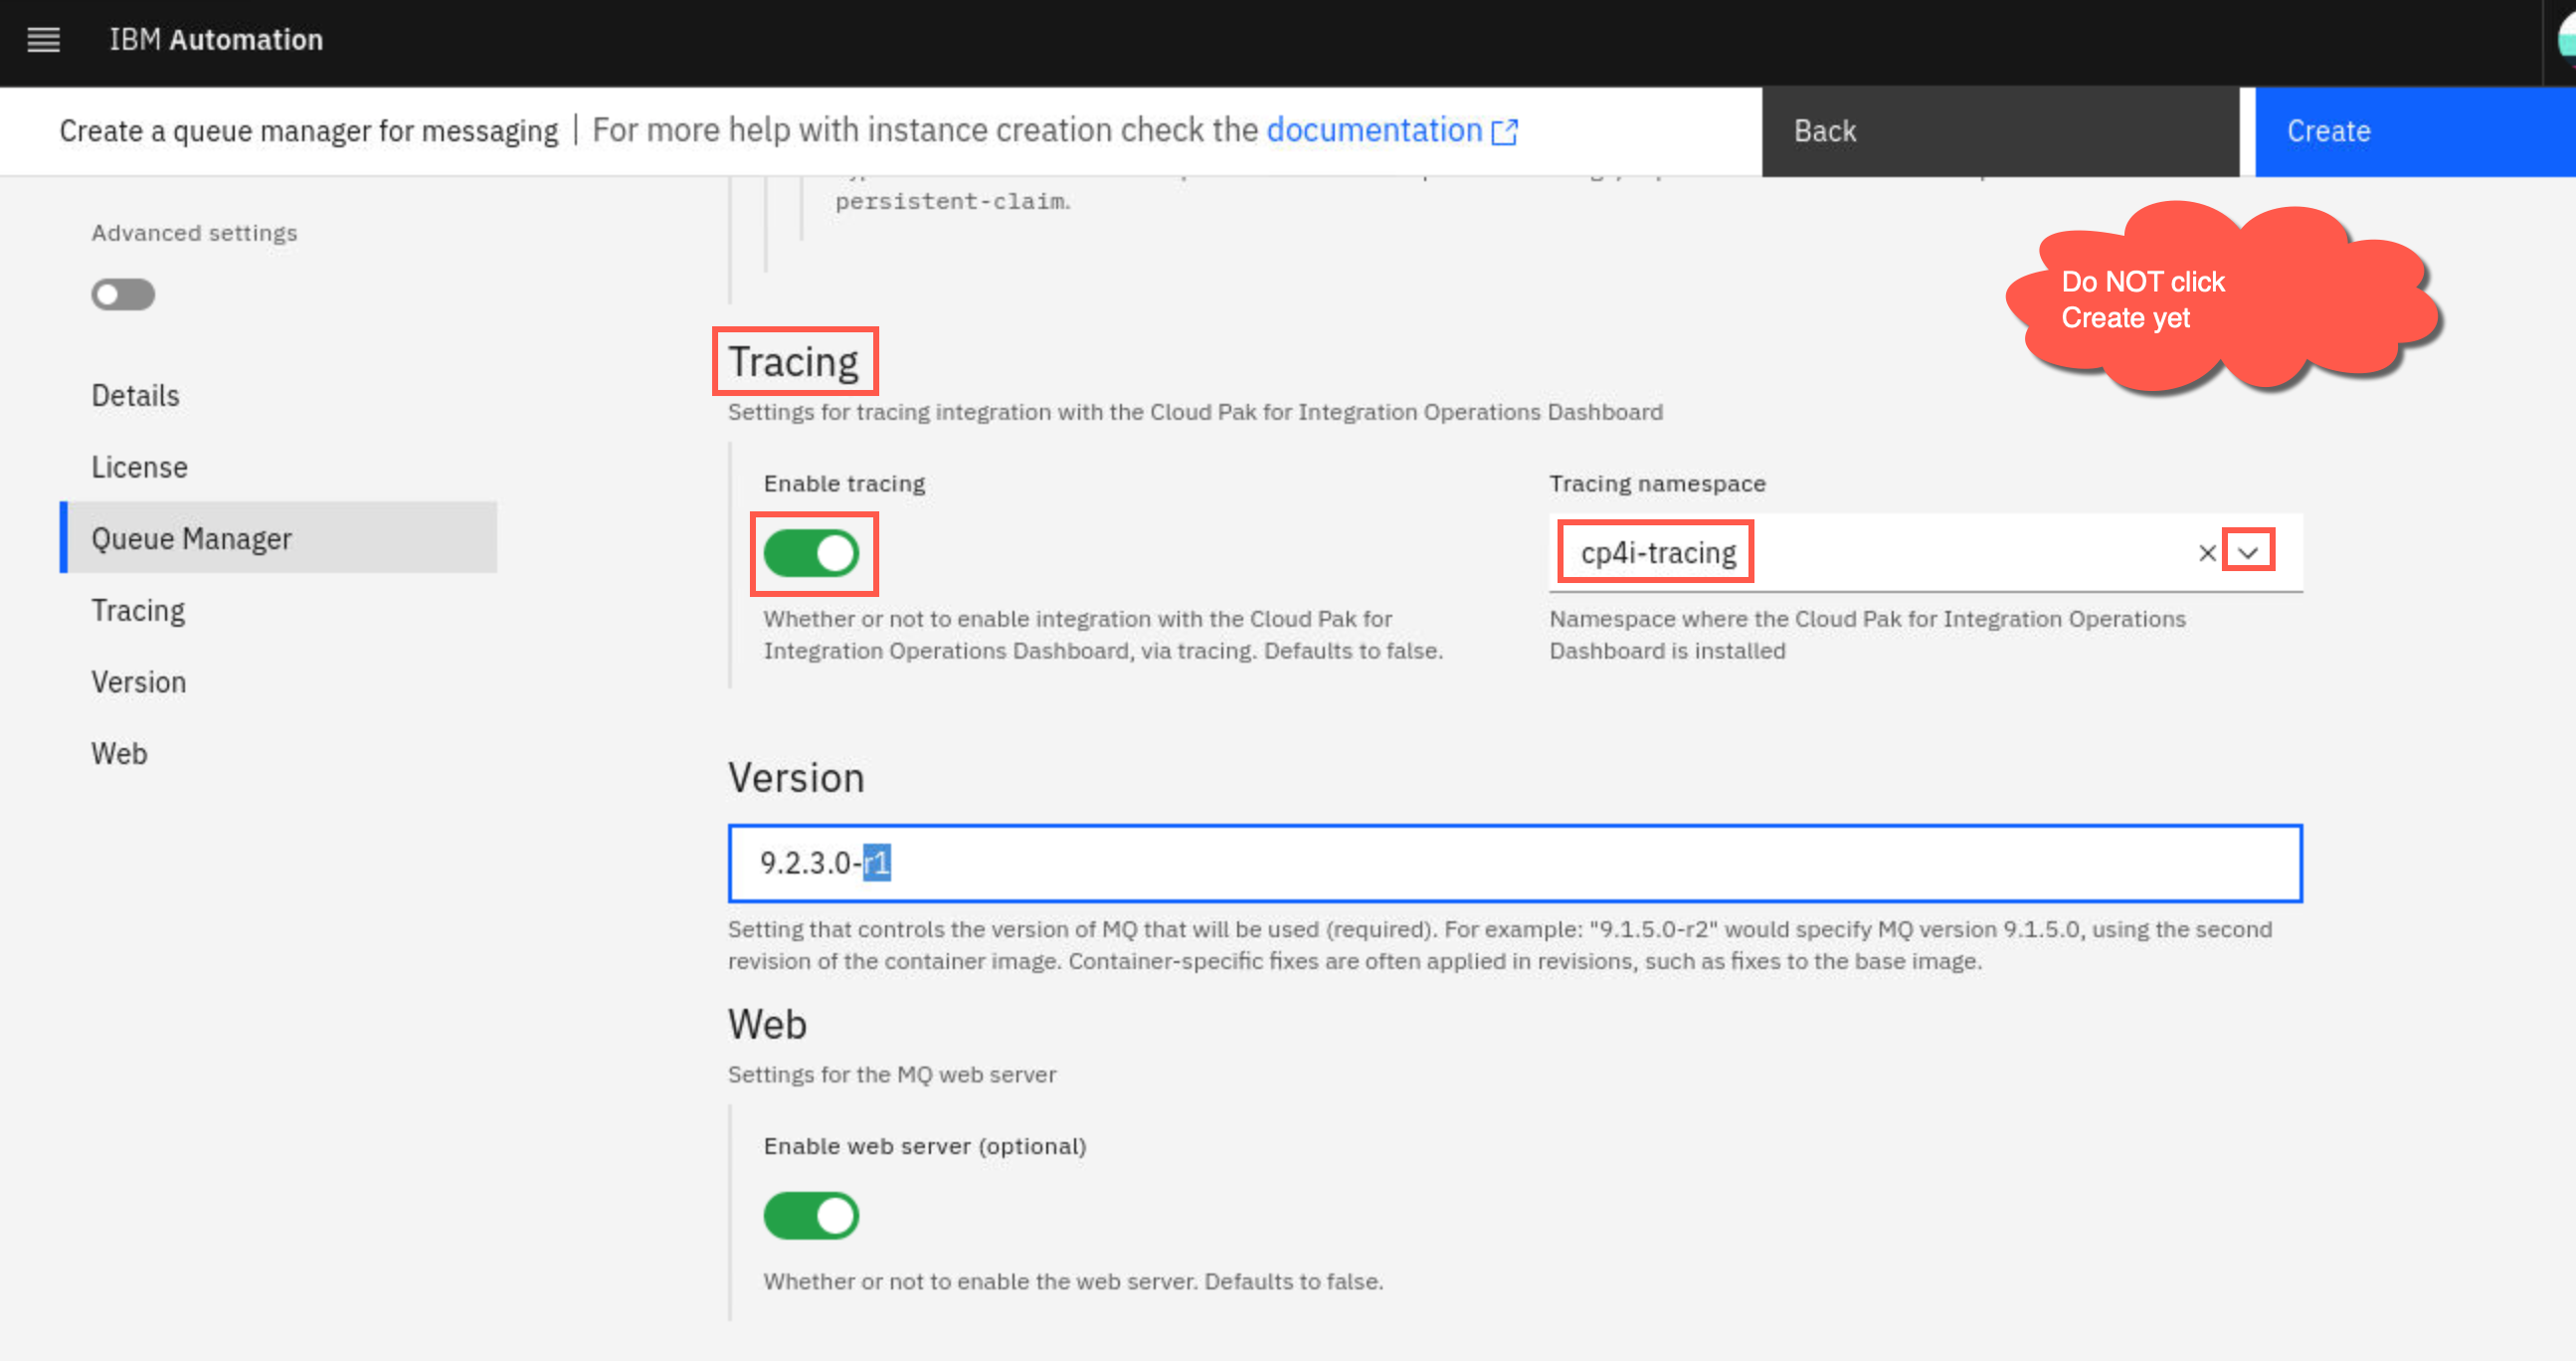 IBM Automation
Create a queue manager for messaging | For more help with instance creation check the documentation
Back
Create
persistent-claim.
Advanced settings
Do NOT click
Create yet
Details
License
Queue Manager
Tracing
Version
Web
Tracing
Settings for tracing integration with the Cloud Pak for Integration Operations Dashboard
Enable tracing
Whether or not to enable integration with the Cloud Pak for
Integration Operations Dashboard, via tracing. Defaults to false.
Tracing namespace
cp4i-tracing
Namespace where the Cloud Pak for Integration Operations
Dashboard is installed
Version
9.2.3.0-r1
Setting that controls the version of MQ that will be used (required). For example: "9.1.5.0-r2" would specify MQ version 9.1.5.0, using the second
revision of the container image. Container-specific fixes are often applied in revisions, such as fixes to the base image.
Web
Settings for the MQ web server
Enable web server (optional)
Whether or not to enable the web server. Defaults to false.